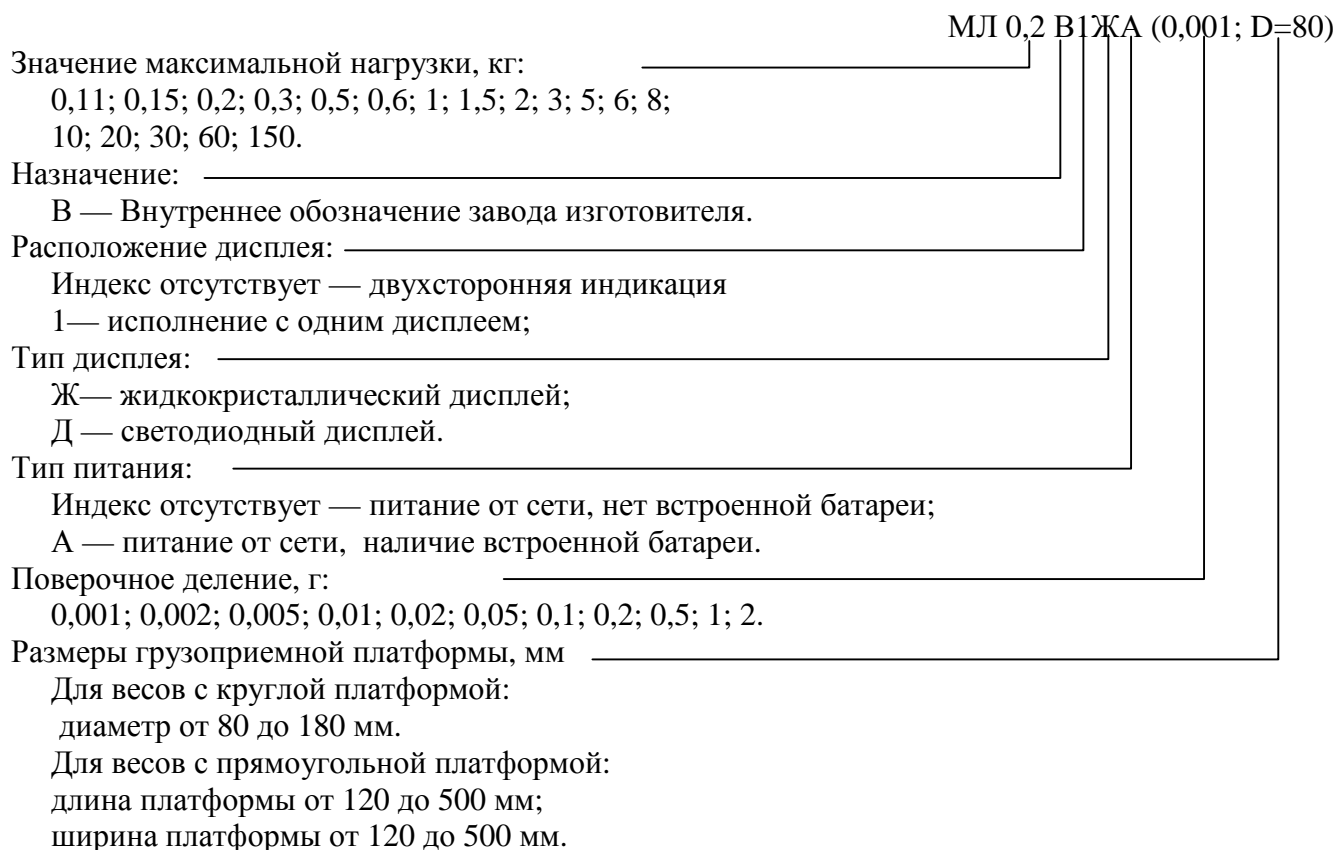 МЛ 0,2 В1ЖА (0,001; D=80)
Значение максимальной нагрузки, кг:
0,11; 0,15; 0,2; 0,3; 0,5; 0,6; 1; 1,5; 2; 3; 5; 6; 8;
10; 20; 30; 60; 150.
Назначение:
В — Внутреннее обозначение завода изготовителя.
Расположение дисплея:
Индекс отсутствует — двухсторонняя индикация
1— исполнение с одним дисплеем;
Тип дисплея:
Ж— жидкокристаллический дисплей;
Д — светодиодный дисплей.
Тип питания:
Индекс отсутствует — питание от сети, нет встроенной батареи;
А — питание от сети, наличие встроенной батареи.
Поверочное деление, г:
0,001; 0,002; 0,005; 0,01; 0,02; 0,05; 0,1; 0,2; 0,5; 1; 2.
Размеры грузоприемной платформы, мм
Для весов с круглой платформой:
диаметр от 80 до 180 мм.
Для весов с прямоугольной платформой:
длина платформы от 120 до 500 мм;
ширина платформы от 120 до 500 мм.